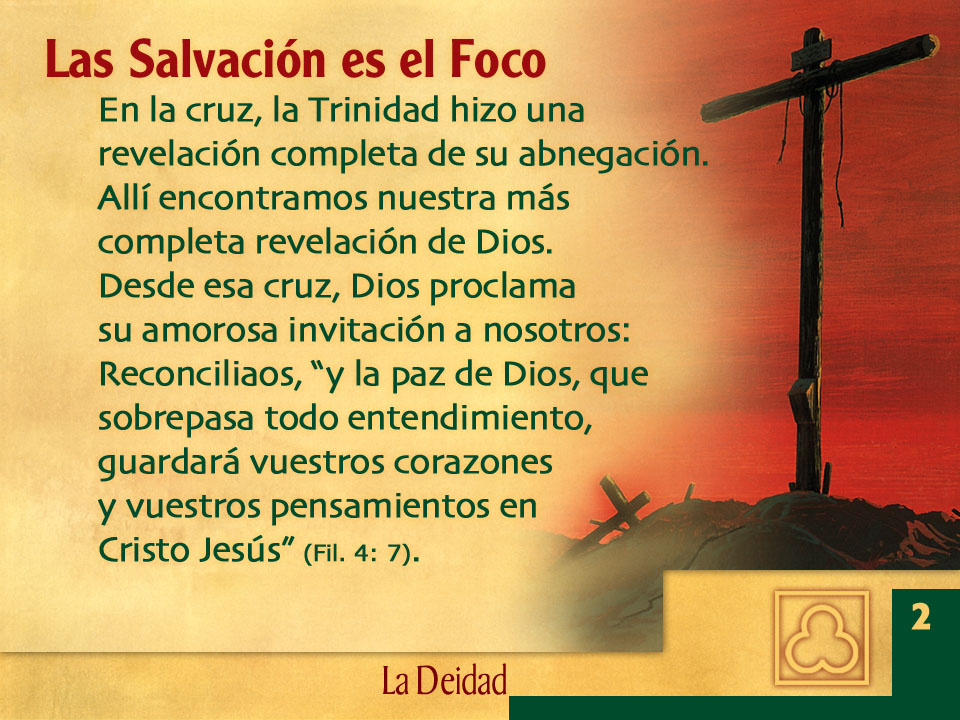 Las Salvación es el Foco
En la cruz, la Trinidad hizo una
revelación completa de su abnegación.
Allí encontramos nuestra más
completa revelación de Dios.
Desde esa cruz, Dios proclama
su amorosa invitación a nosotros:
Reconciliaos, “y la paz de Dios, que
sobrepasa todo entendimiento,
guardará vuestros corazones
y vuestros pensamientos en
Cristo Jesús” (Fil. 4: 7).
2
La Deidad